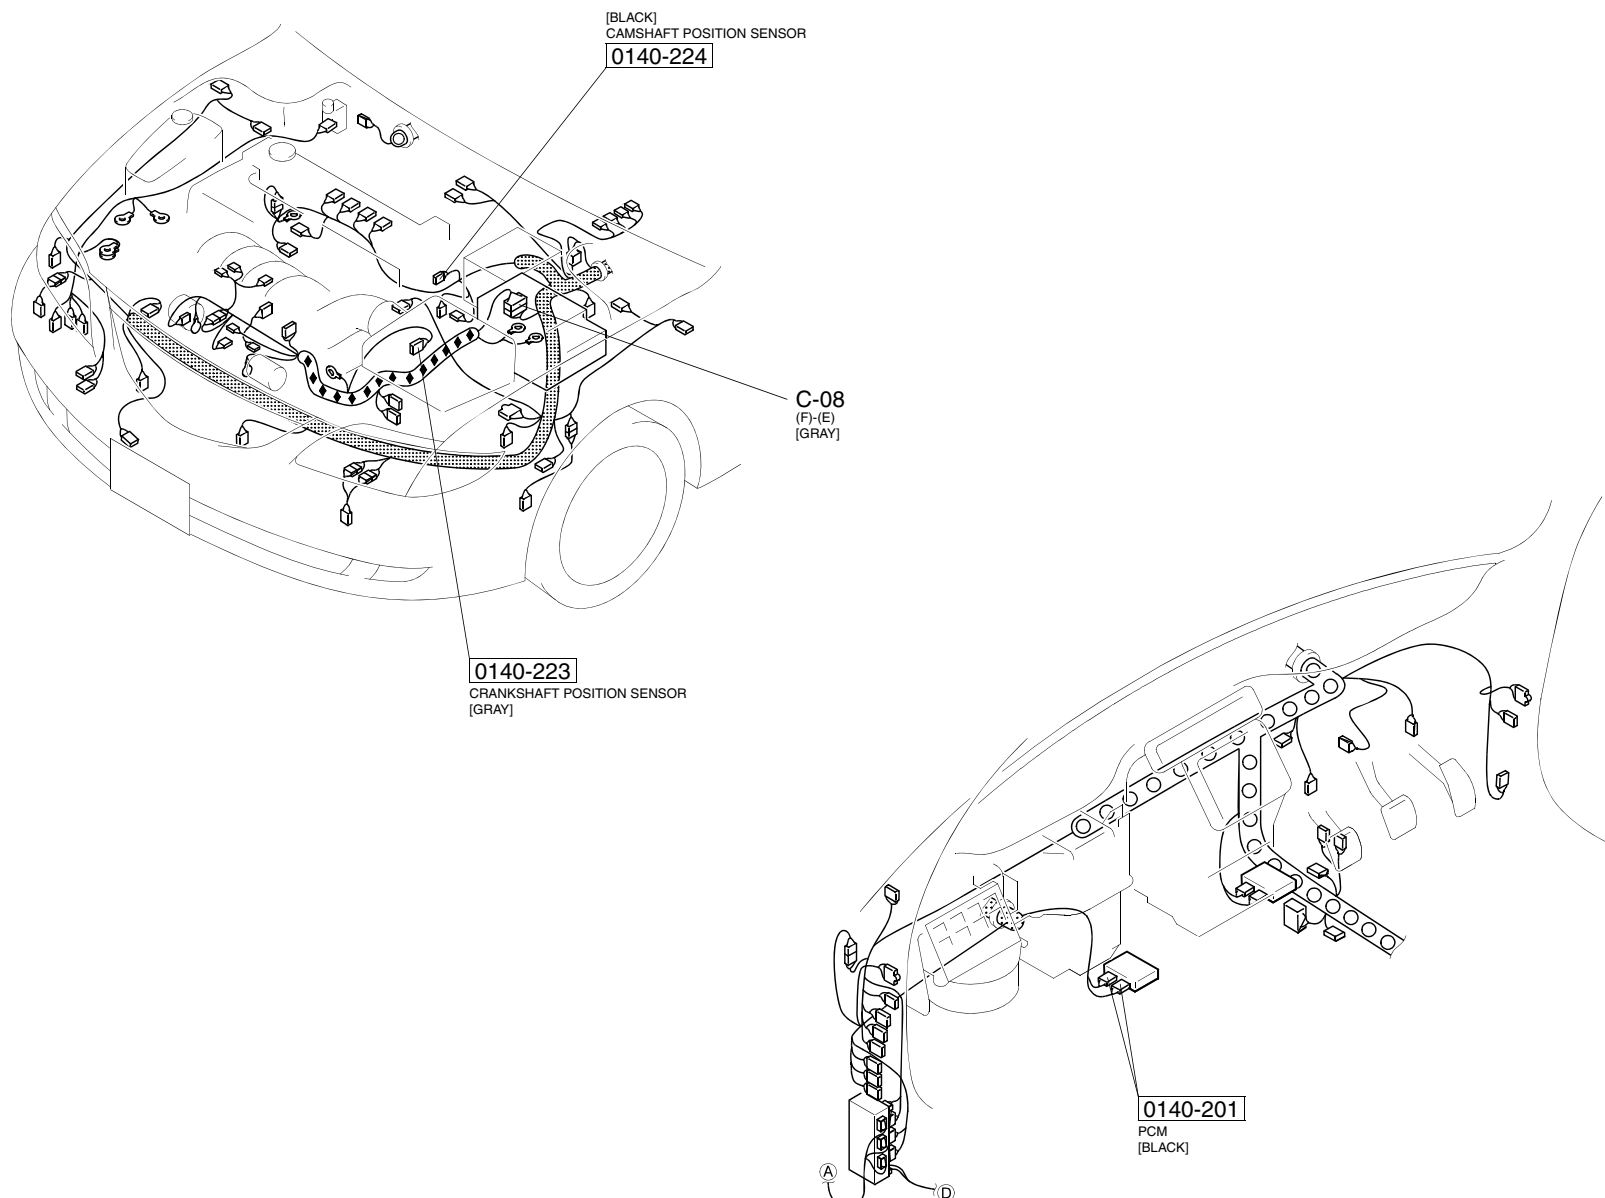 [BLACK]
CAMSHAFT POSITION SENSOR
0140-224
C-08
(F)-(E)
[GRAY]
0140-223
CRANKSHAFT POSITION SENSOR
[GRAY]
0140-201
PCM
[BLACK]
A
D